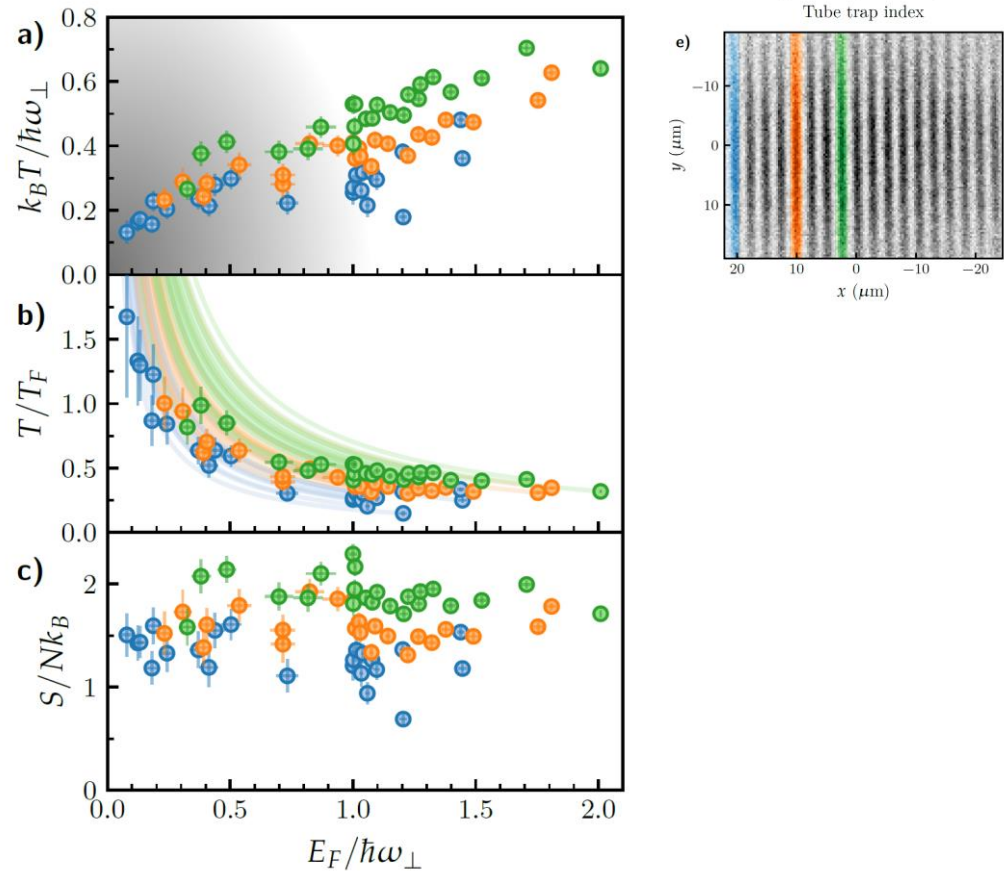 a)
k_BT/ħω⊥
0.8
0.6
0.4
0.2
0.0
b)
T/T_F
1.5
1.0
0.5
0.0
c)
S/Nk_B
2
1
0
0.0 0.5 1.0 1.5 2.0
E_F/ħω⊥
Tube trap index
e)
y (μm)
−10
0
10
20 10 0 −10 −20
x (μm)